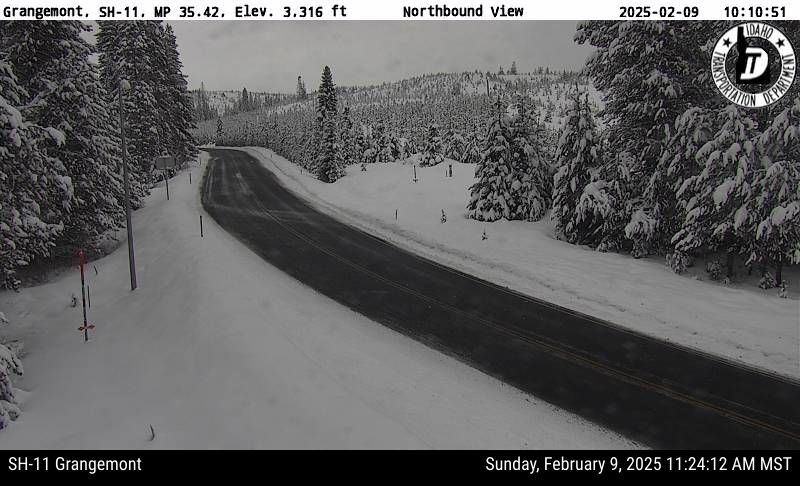 Grangemont, SH-11, MP 35.42, Elev. 3,316 ft Northbound View 2025-02-09 10:10:51
IDAHO
TRANSPORTATION DEPARTMENT
SH-11 Grangemont Sunday, February 9, 2025 11:24:12 AM MST